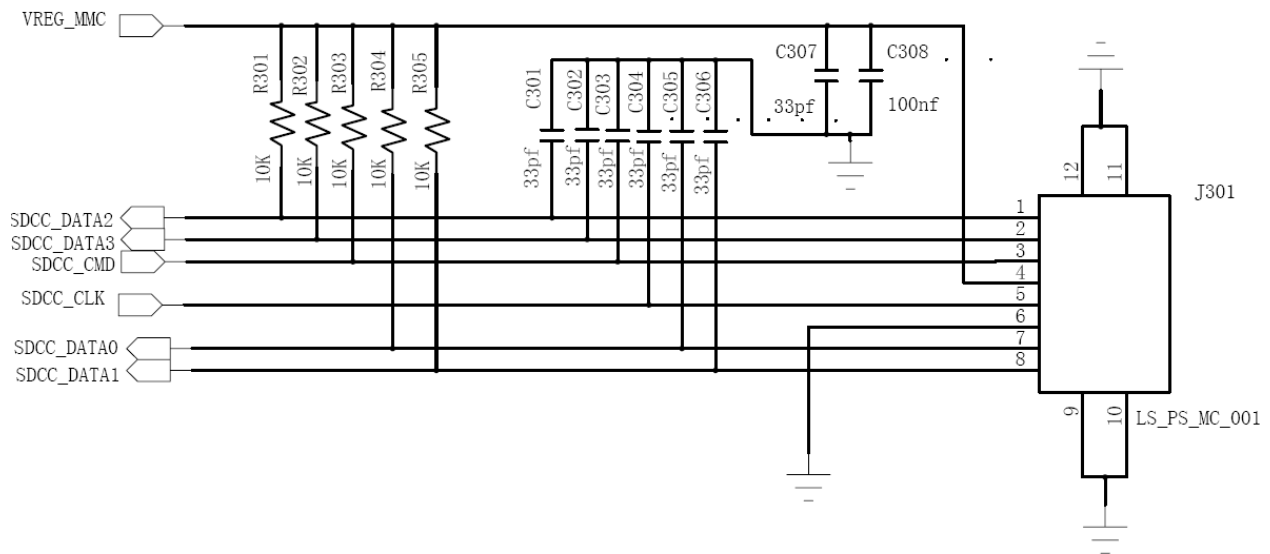 VREG_MMC
R301
R302
R303
R304
R305
10K
10K
10K
10K
10K
C301
C302
C303
C304
C305
C306
33pf
33pf
33pf
33pf
33pf
33pf
C307
33pf
C308
100nf
12
11
J301
SDCC_DATA2
1
SDCC_DATA3
2
SDCC_CMD
3
4
SDCC_CLK
5
6
SDCC_DATA0
7
SDCC_DATA1
8
9
10
LS_PS_MC_001